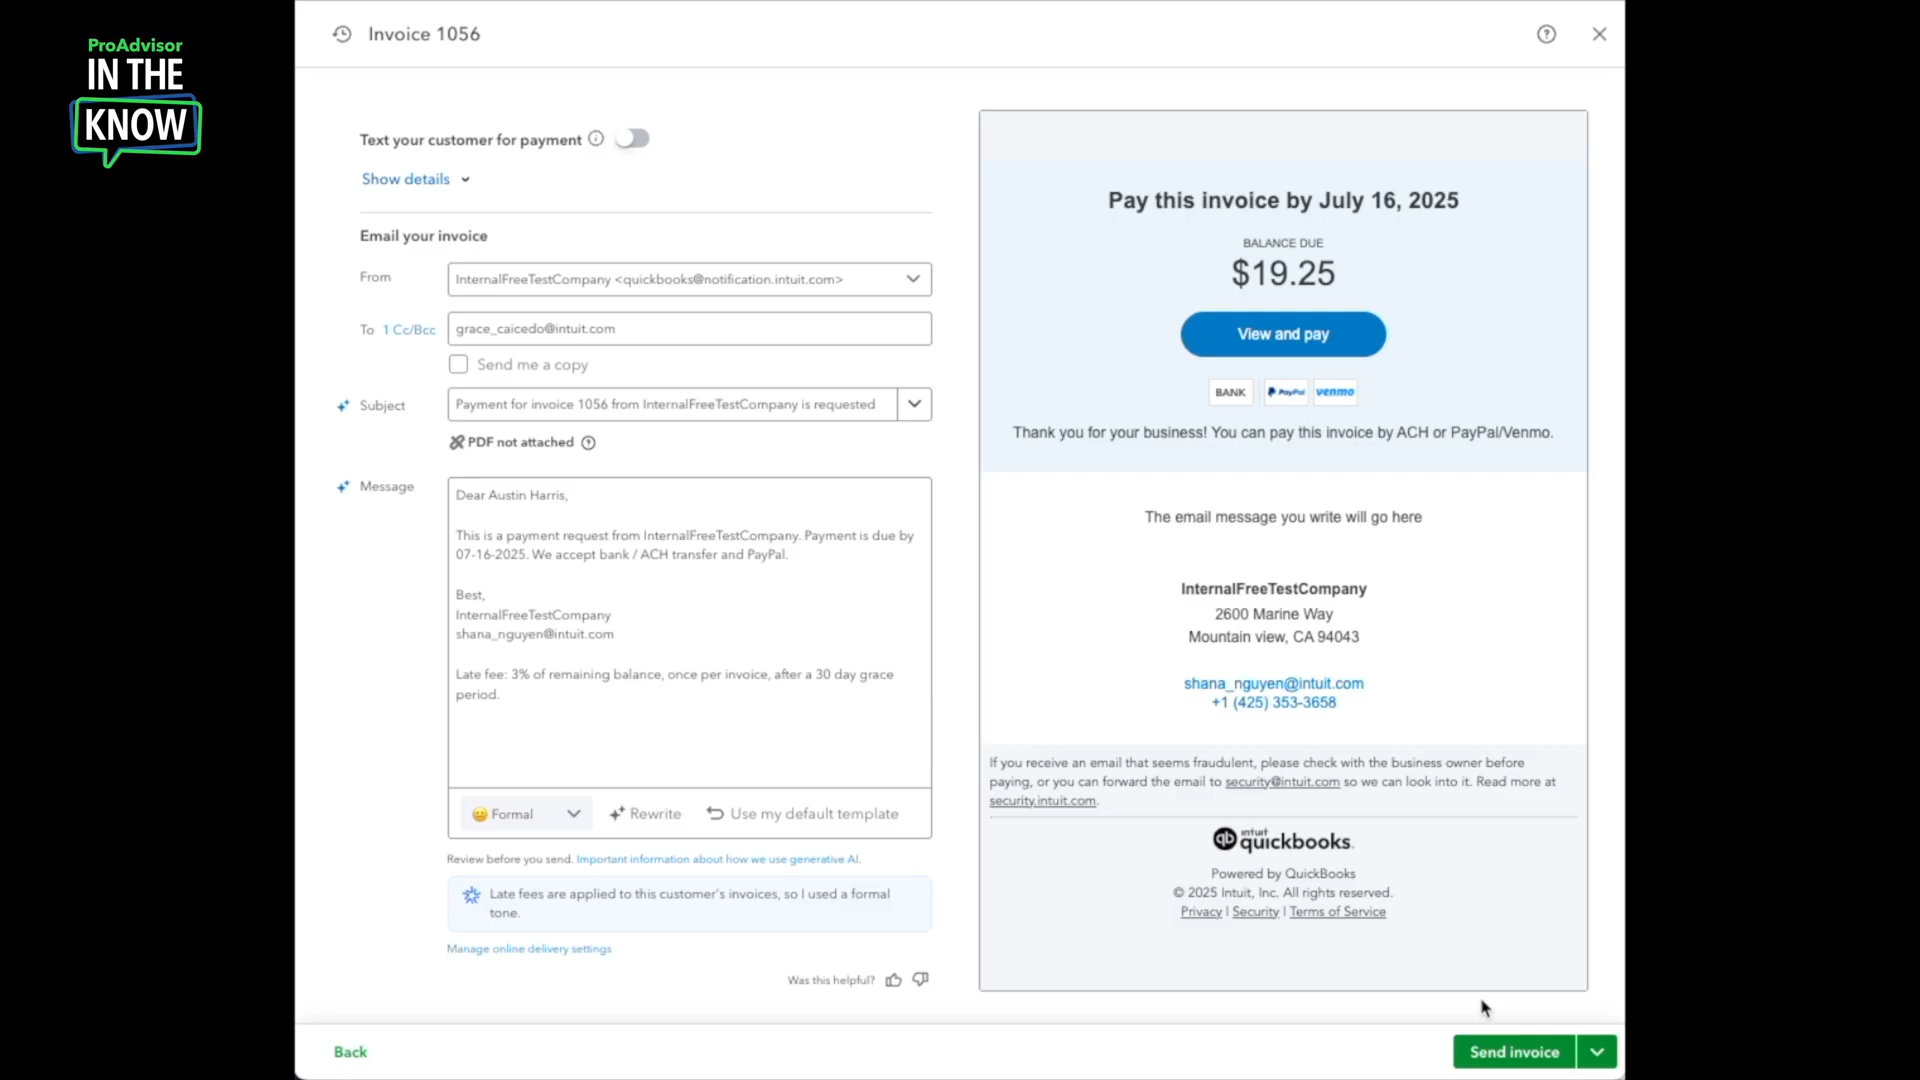 ProAdvisor
IN THE
KNOW
Invoice 1056
Text your customer for payment
Show details
Email your invoice
From
InternalFreeTestCompany <quickbooks@notification.intuit.com>
To 1 Cc/Bcc
grace_caicedo@intuit.com
Send me a copy
Subject
Payment for invoice 1056 from InternalFreeTestCompany is requested
PDF not attached
Message
Dear Austin Harris,
This is a payment request from InternalFreeTestCompany. Payment is due by
07-16-2025. We accept bank / ACH transfer and PayPal.
Best,
InternalFreeTestCompany
shana_nguyen@intuit.com
Late fee: 3% of remaining balance, once per invoice, after a 30 day grace
period.
Formal
Rewrite
Use my default template
Review before you send. Important information about how we use generative AI.
Late fees are applied to this customer's invoices, so I used a formal
tone.
Manage online delivery settings
Was this helpful?
Pay this invoice by July 16, 2025
BALANCE DUE
$19.25
View and pay
BANK
PayPal
venmo
Thank you for your business! You can pay this invoice by ACH or PayPal/Venmo.
The email message you write will go here
InternalFreeTestCompany
2600 Marine Way
Mountain view, CA 94043
shana_nguyen@intuit.com
+1 (425) 353-3658
If you receive an email that seems fraudulent, please check with the business owner before
paying, or you can forward the email to security@intuit.com so we can look into it. Read more at
security.intuit.com.
qb intuit quickbooks.
Powered by QuickBooks
© 2025 Intuit, Inc. All rights reserved.
Privacy | Security | Terms of Service
Back
Send invoice